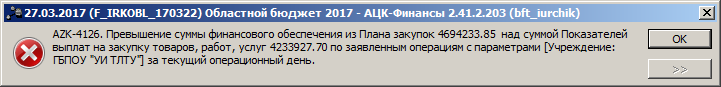 27.03.2017 (F_IRKOBL_170322) Областной бюджет 2017 - АЦК-Финансы 2.41.2.203 (bft_iurchik)
AZK-4126. Превышение суммы финансового обеспечения из Плана закупок 4694233.85 над суммой Показателей
выплат на закупку товаров, работ, услуг 4233927.70 по заявленным операциям с параметрами [Учреждение:
ГБПОУ "УИ ТЛТУ"] за текущий операционный день.
OK
>>